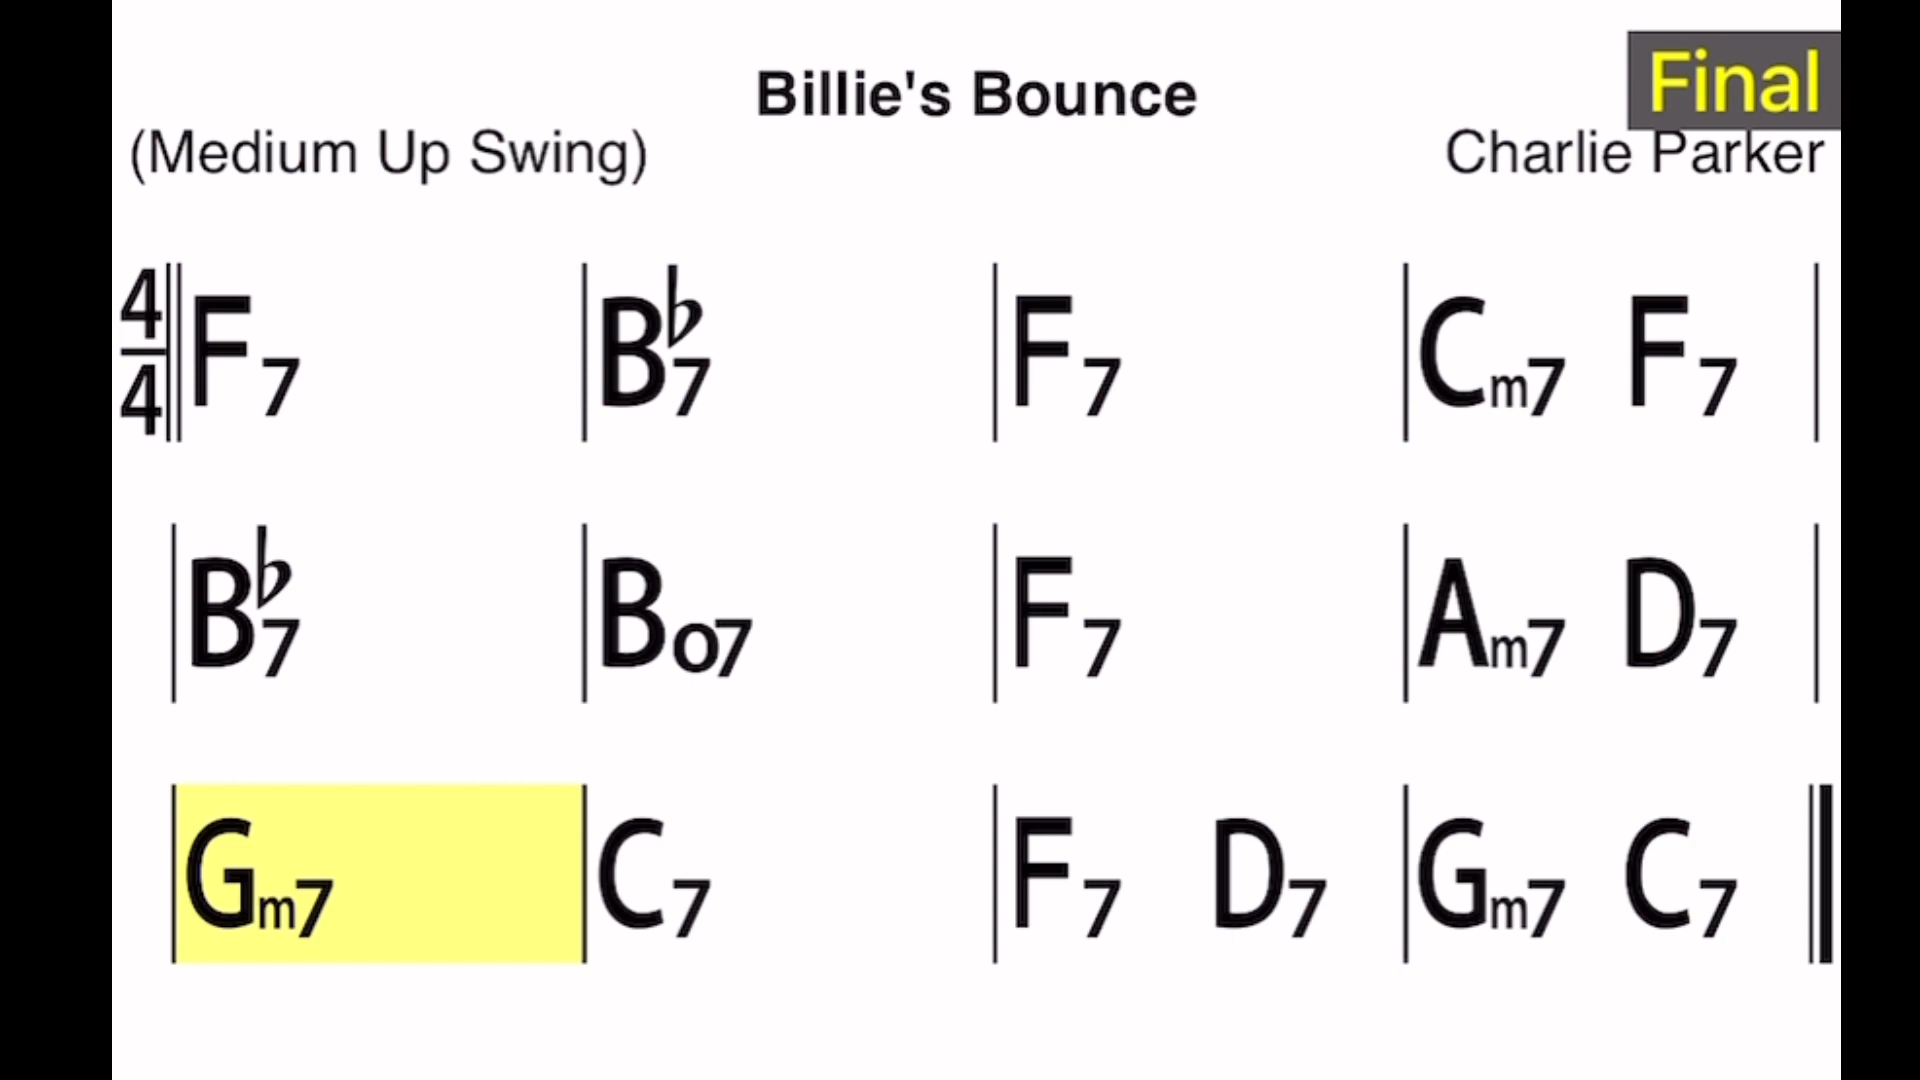 Final
Billie's Bounce
(Medium Up Swing)
Charlie Parker
4/4 F7 B♭7 F7 Cm7 F7
B♭7 Bo7 F7 Am7 D7
Gm7 C7 F7 D7 Gm7 C7